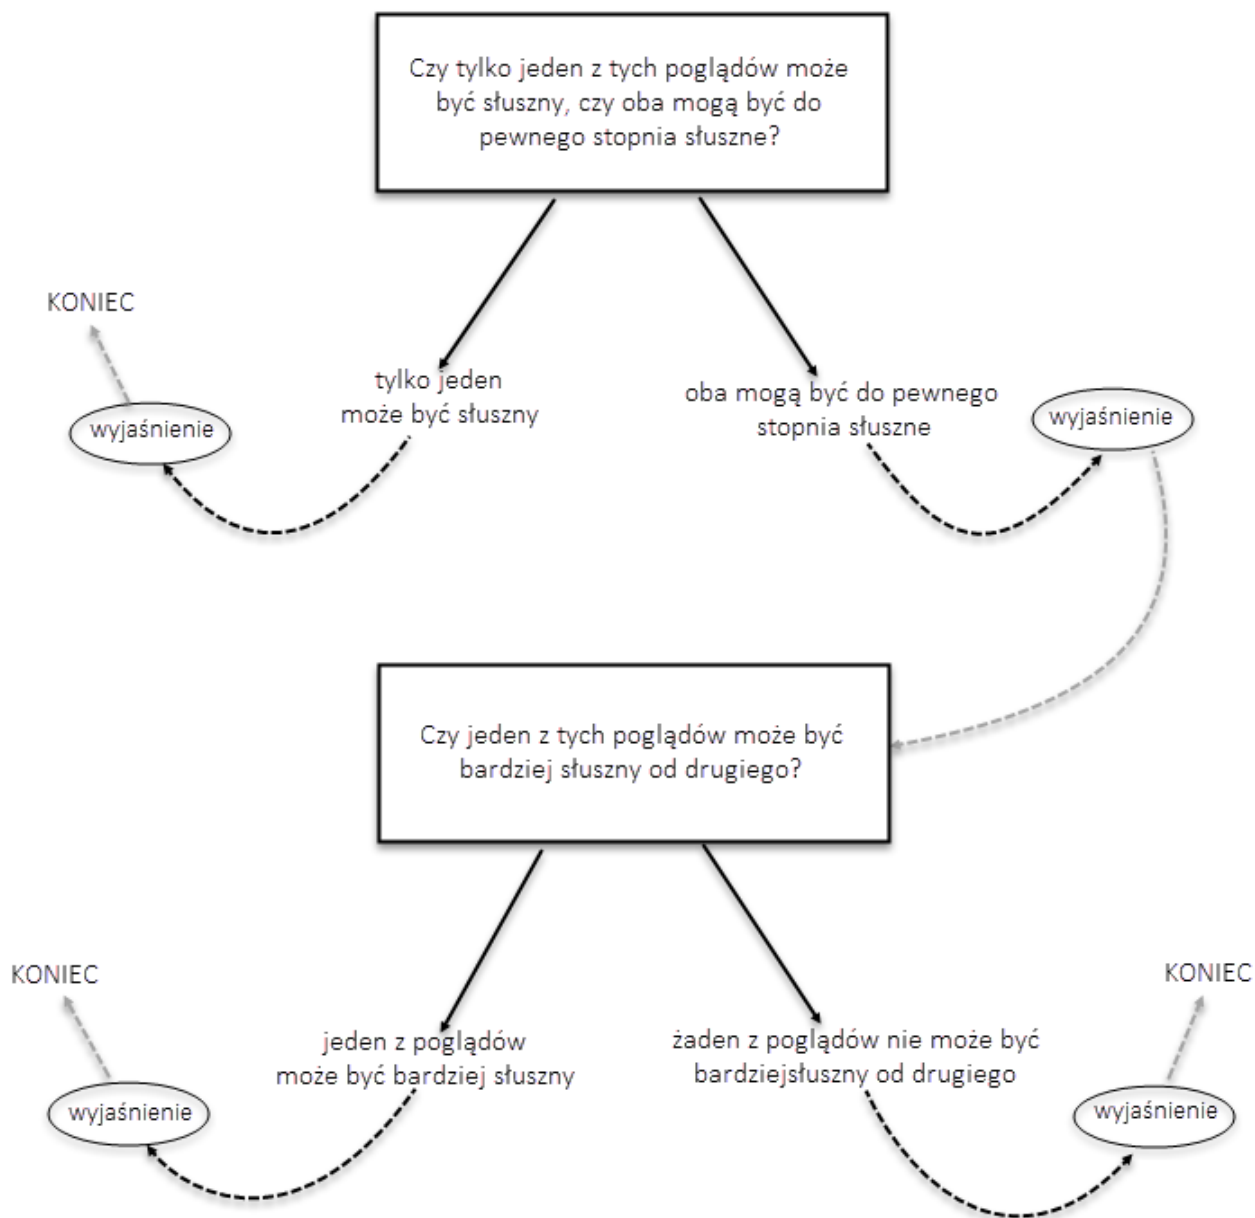 Czy tylko jeden z tych poglądów może
być słuszny, czy oba mogą być do
pewnego stopnia słuszne?
KONIEC
tylko jeden
może być słuszny
oba mogą być do pewnego
stopnia słuszne
wyjaśnienie
wyjaśnienie
Czy jeden z tych poglądów może być
bardziej słuszny od drugiego?
KONIEC
KONIEC
jeden z poglądów
może być bardziej słuszny
żaden z poglądów nie może być
bardziejsłuszny od drugiego
wyjaśnienie
wyjaśnienie